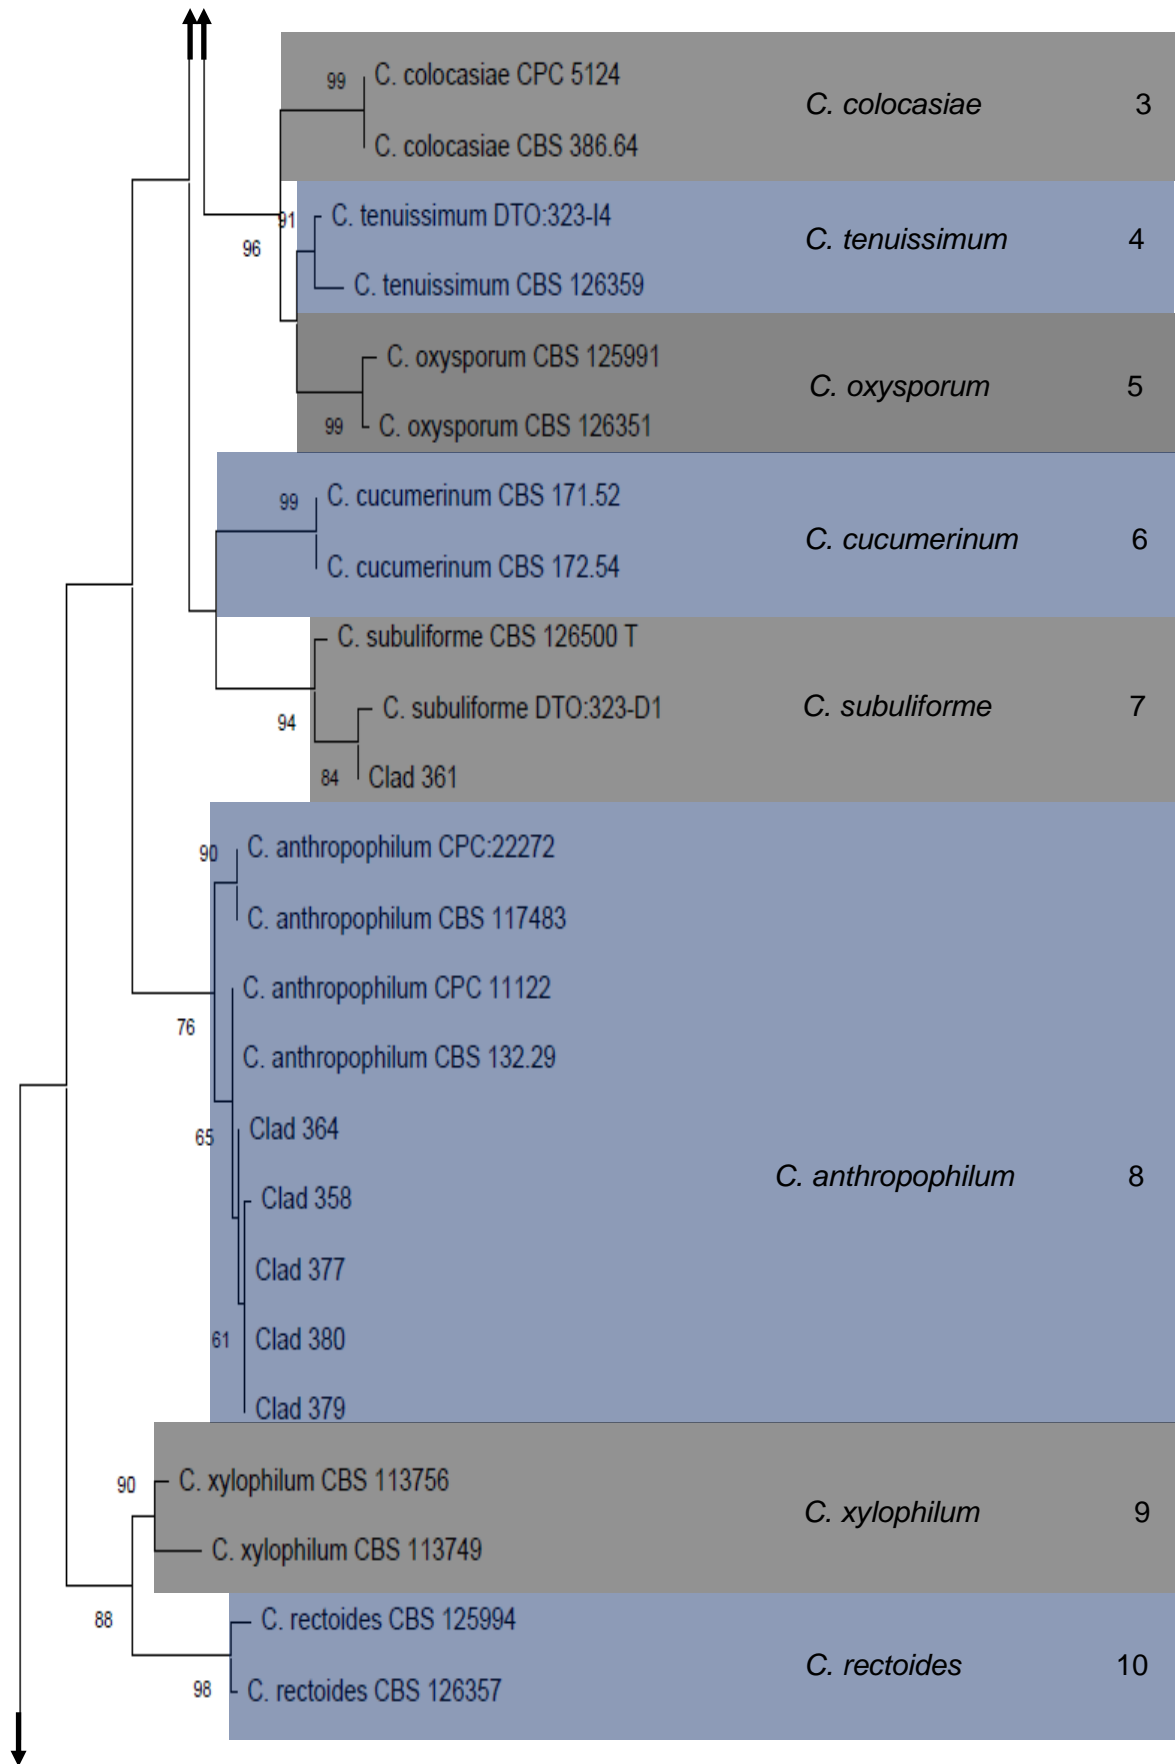 99 C. colocasiae CPC 5124
C. colocasiae 3
C. colocasiae CBS 386.64
91 C. tenuissimum DTO:323-I4
96 C. tenuissimum 4
C. tenuissimum CBS 126359
C. oxysporum CBS 125991
C. oxysporum 5
99 C. oxysporum CBS 126351
99 C. cucumerinum CBS 171.52
C. cucumerinum 6
C. cucumerinum CBS 172.54
C. subuliforme CBS 126500 T
94 C. subuliforme DTO:323-D1 C. subuliforme 7
84 Clad 361
90 C. anthropophilum CPC:22272
C. anthropophilum CBS 117483
C. anthropophilum CPC 11122
76
C. anthropophilum CBS 132.29
65 Clad 364
C. anthropophilum 8
Clad 358
Clad 377
61 Clad 380
Clad 379
90 C. xylophilum CBS 113756
C. xylophilum 9
C. xylophilum CBS 113749
88 C. rectoides CBS 125994
C. rectoides 10
98 C. rectoides CBS 126357